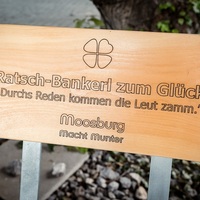 Ratsch-Bankerl zum Glück
„Durchs Reden kommen die Leut zamm.“
Moosburg
Macht Munter